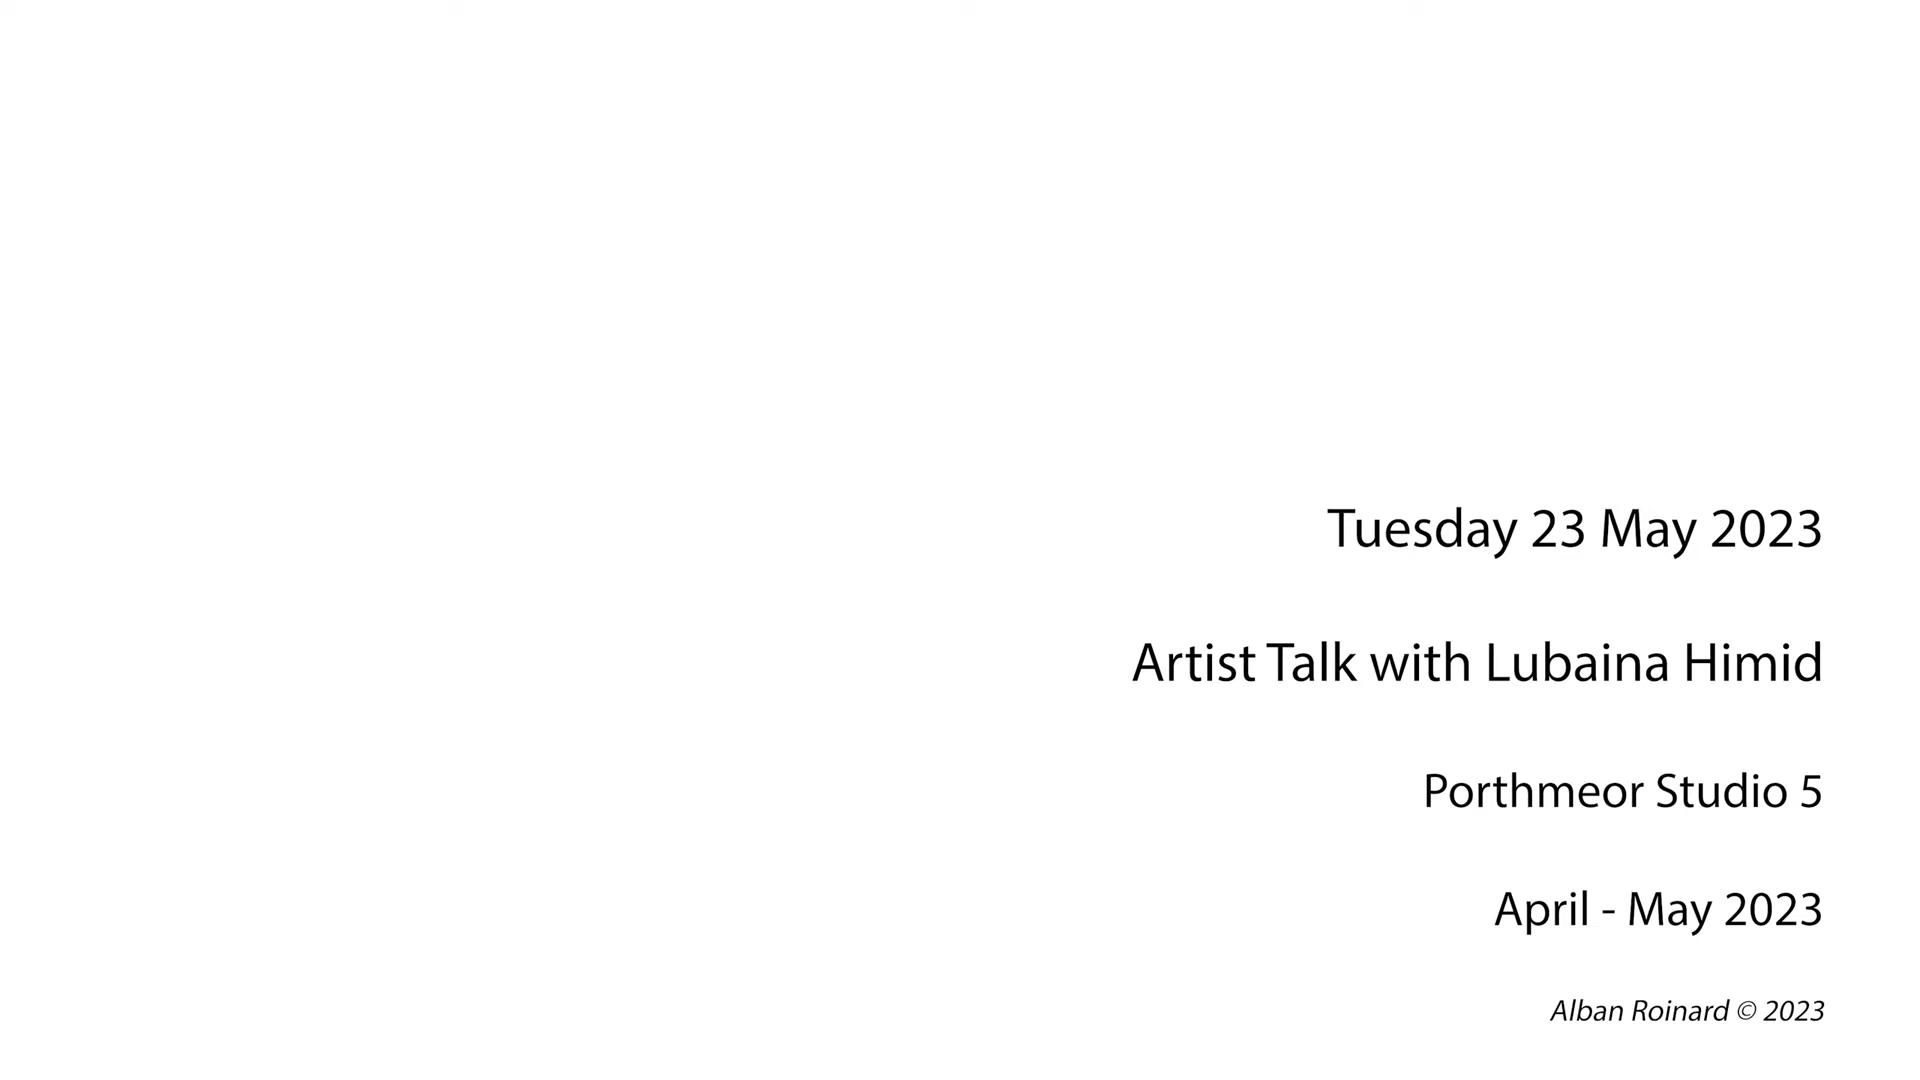 Tuesday 23 May 2023
Artist Talk with Lubaina Himid
Porthmeor Studio 5
April - May 2023
Alban Roinard © 2023